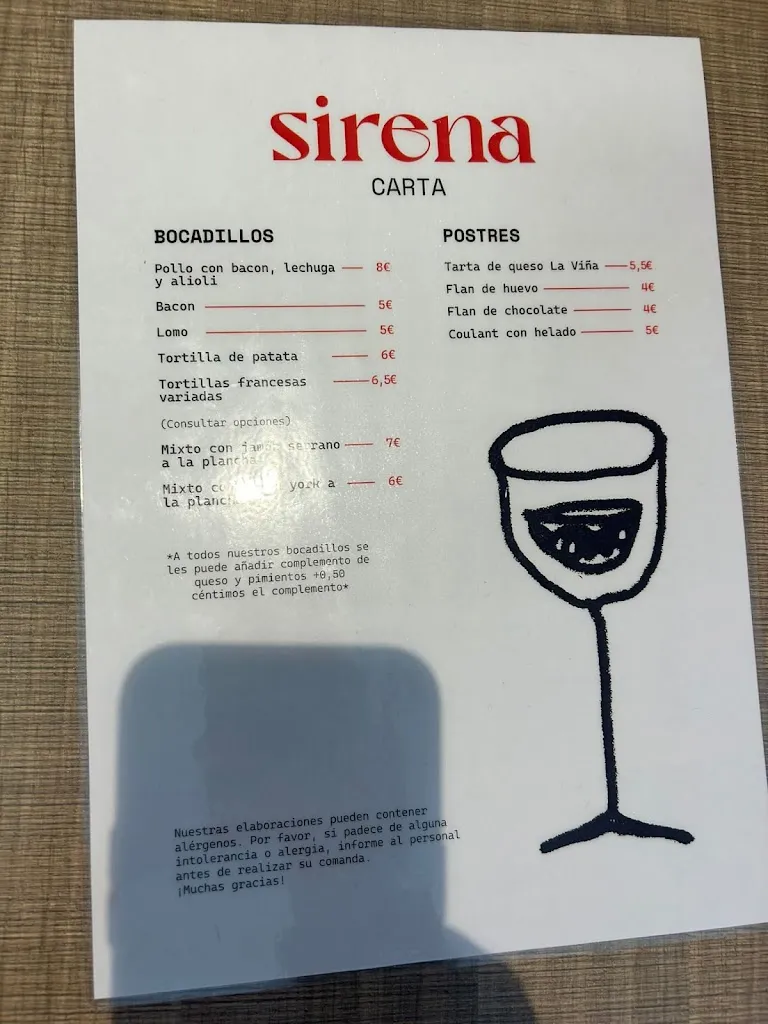 sirena
CARTA
BOCADILLOS
Pollo con bacon, lechuga 8€
y alioli
Bacon 5€
Lomo 5€
Tortilla de patata 6€
Tortillas francesas 6,5€
variadas
(Consultar opciones)
Mixto con jamón serrano 7€
a la plancha
Mixto york a 6€
la plancha
*A todos nuestros bocadillos se
les puede añadir complemento de
queso y pimientos +0,50
céntimos el complemento*
POSTRES
Tarta de queso La Viña 5,5€
Flan de huevo 4€
Flan de chocolate 4€
Coulant con helado 5€
Nuestras elaboraciones pueden contener
alérgenos. Por favor, si padece de alguna
intolerancia o alergia, informe al personal
antes de realizar su comanda.
¡Muchas gracias!